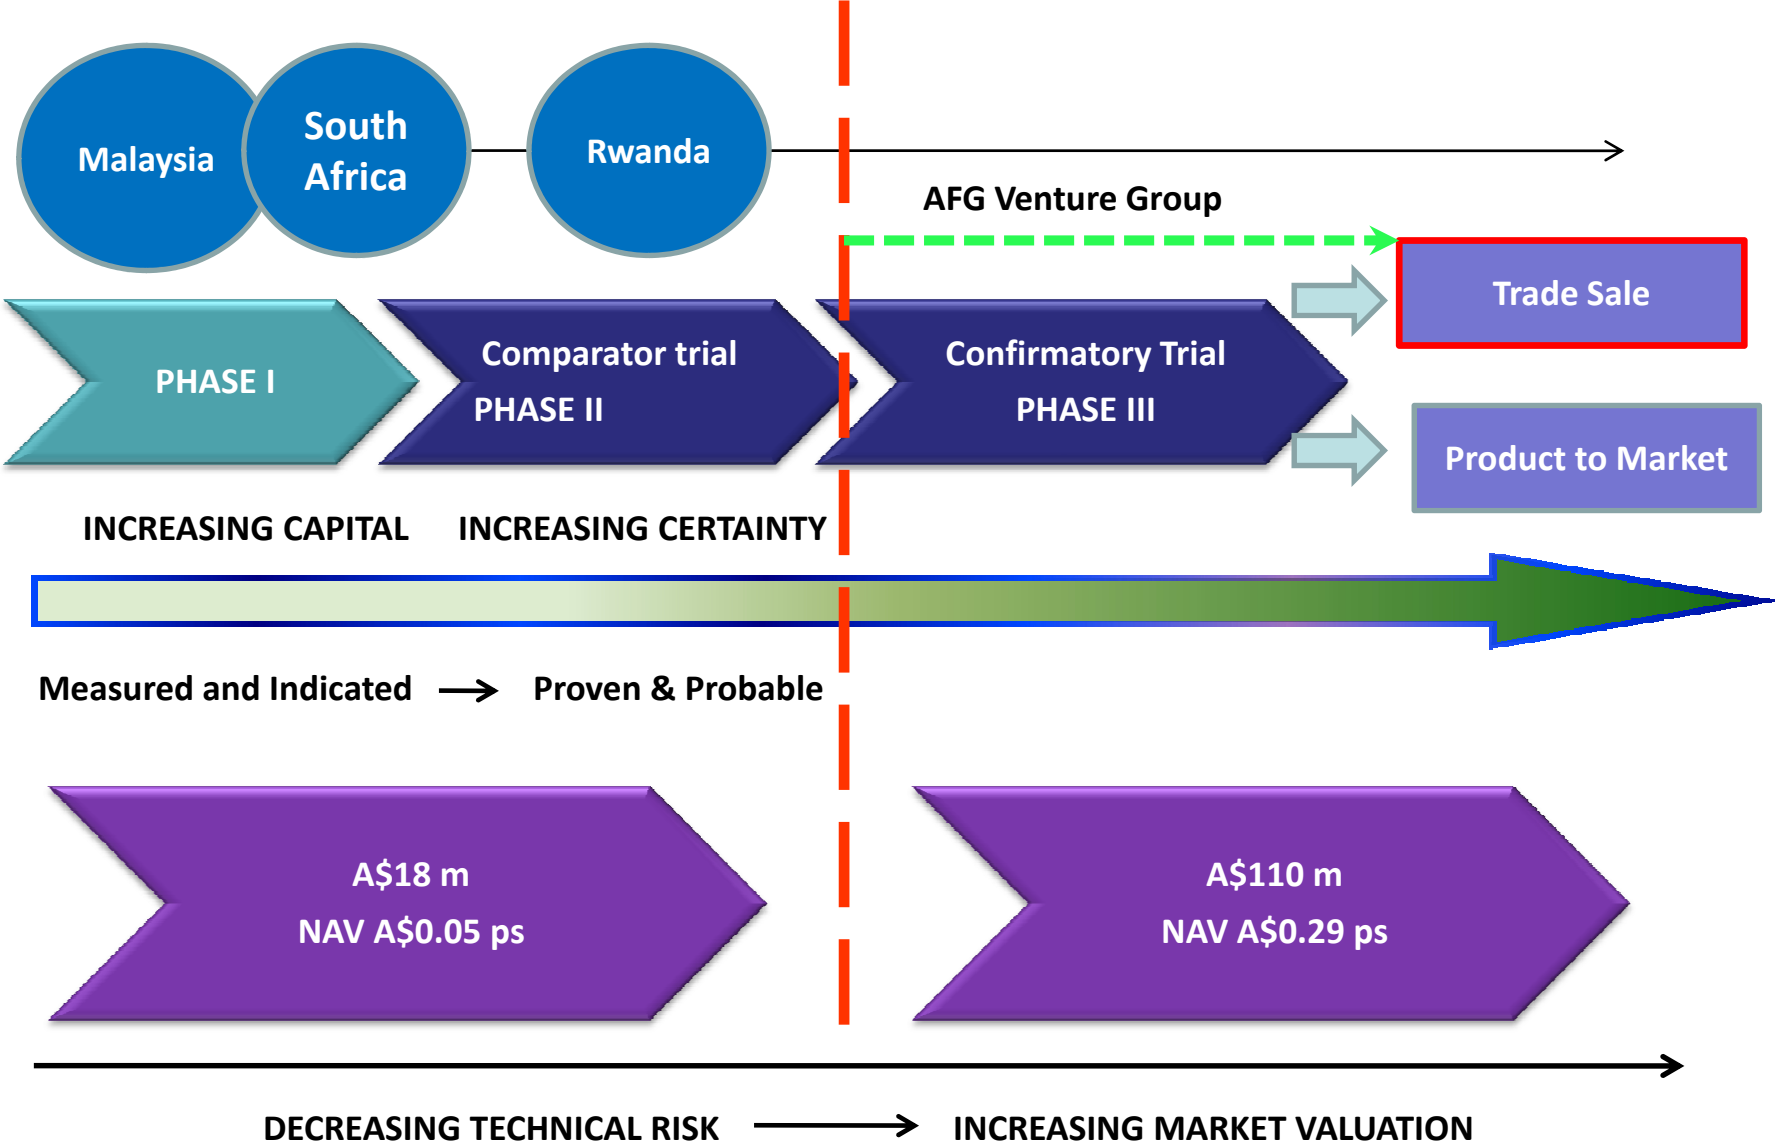 Malaysia
South
Africa
Rwanda
AFG Venture Group
Trade Sale
PHASE I
Comparator trial
PHASE II
Confirmatory Trial
PHASE III
Product to Market
INCREASING CAPITAL
INCREASING CERTAINTY
Measured and Indicated
Proven & Probable
A$18 m
NAV A$0.05 ps
A$110 m
NAV A$0.29 ps
DECREASING TECHNICAL RISK
INCREASING MARKET VALUATION